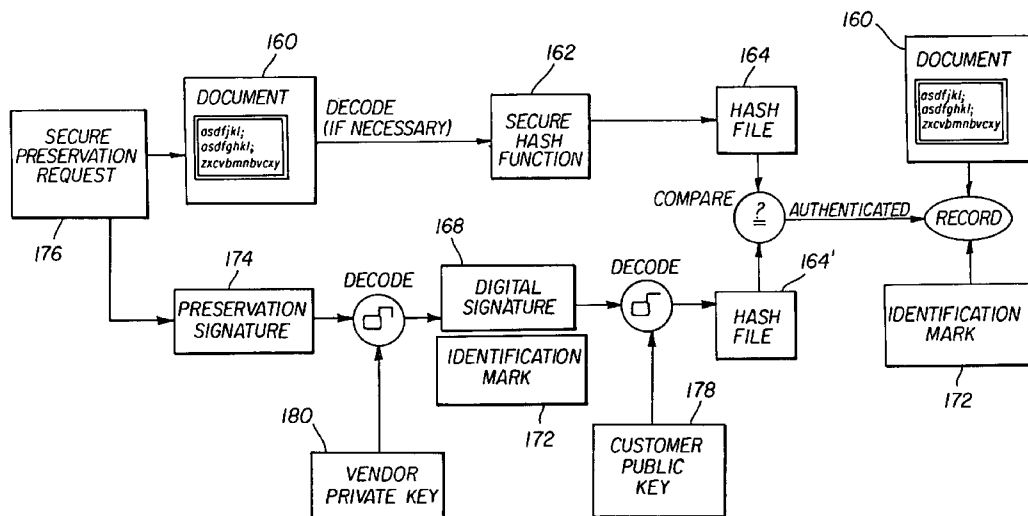 160
DOCUMENT
asdfjkl;
asdfghkl;
zxcvbmnbvcxy
SECURE
PRESERVATION
REQUEST
176
DECODE
(IF NECESSARY)
162
SECURE
HASH
FUNCTION
164
HASH
FILE
160
DOCUMENT
asdfjkl;
asdfghkl;
zxcvbmnbvcxy
COMPARE
?
=
AUTHENTICATED
RECORD
174
PRESERVATION
SIGNATURE
DECODE
168
DIGITAL
SIGNATURE
IDENTIFICATION
MARK
172
DECODE
164'
HASH
FILE
IDENTIFICATION
MARK
172
180
VENDOR
PRIVATE KEY
178
CUSTOMER
PUBLIC
KEY